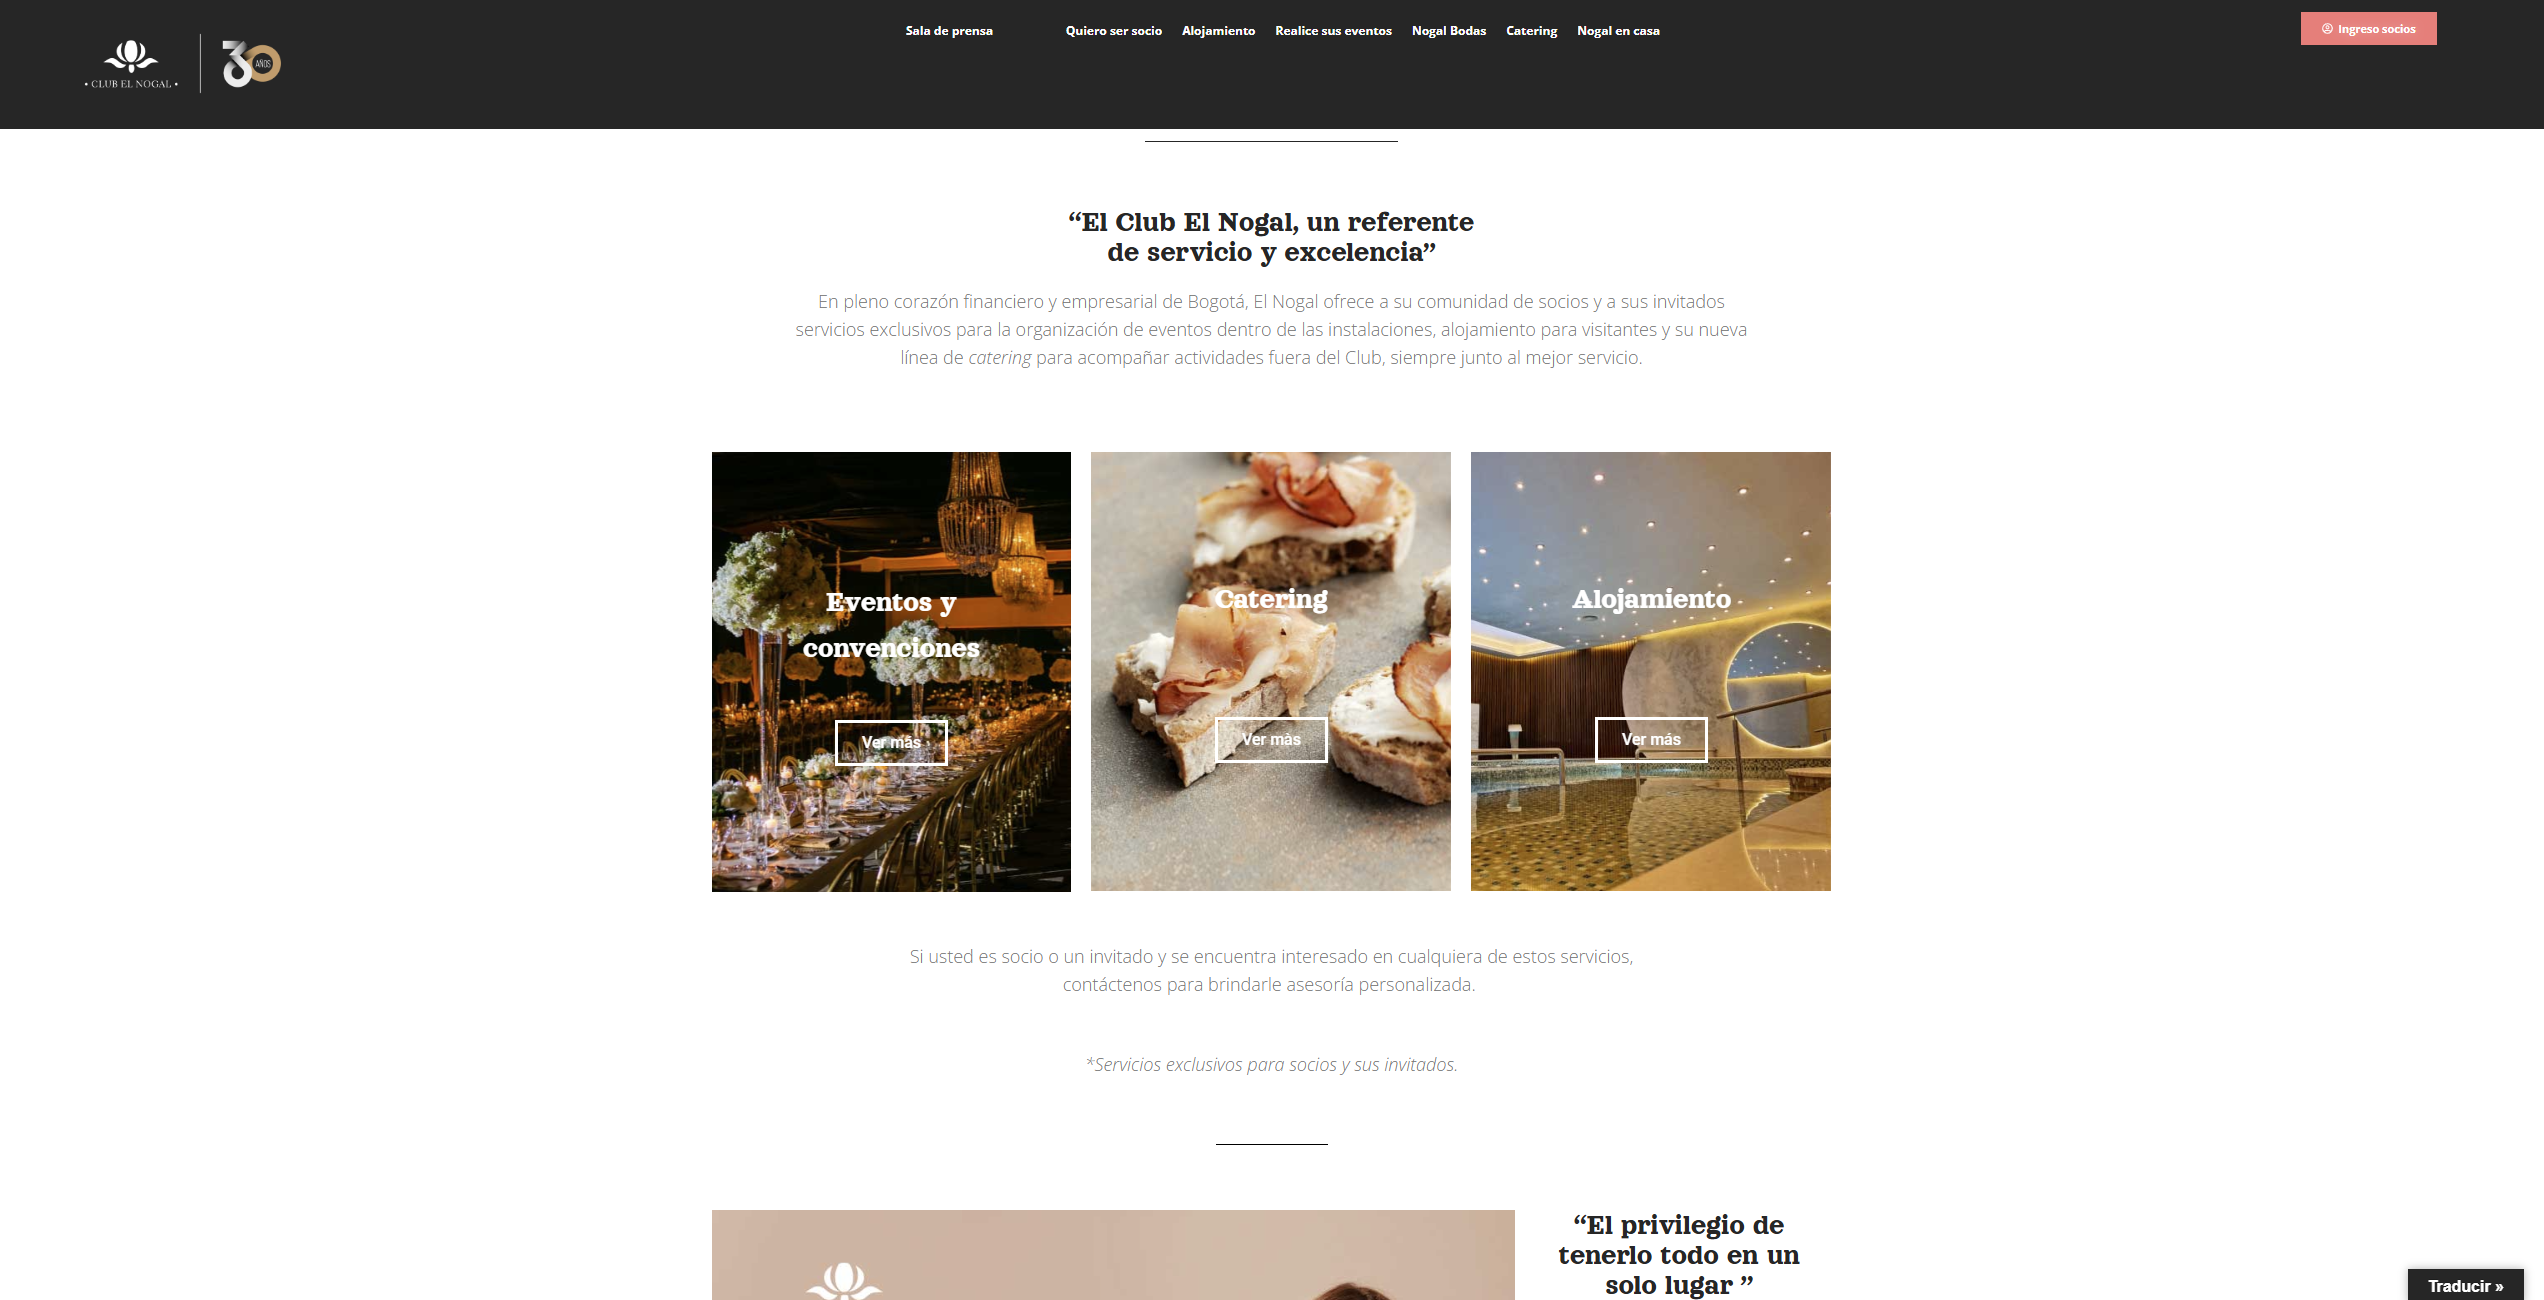 Sala de prensa
Quiero ser socio
Alojamiento
Realice sus eventos
Nogal Bodas
Catering
Nogal en casa
Ingreso socios
• CLUB EL NOGAL •
30
AÑOS
“El Club El Nogal, un referente
de servicio y excelencia”
En pleno corazón financiero y empresarial de Bogotá, El Nogal ofrece a su comunidad de socios y a sus invitados
servicios exclusivos para la organización de eventos dentro de las instalaciones, alojamiento para visitantes y su nueva
línea de catering para acompañar actividades fuera del Club, siempre junto al mejor servicio.
Eventos y
convenciones
Ver más
Catering
Ver màs
Alojamiento
Ver más
Si usted es socio o un invitado y se encuentra interesado en cualquiera de estos servicios,
contáctenos para brindarle asesoría personalizada.
*Servicios exclusivos para socios y sus invitados.
“El privilegio de
tenerlo todo en un
solo lugar ”
Traducir »